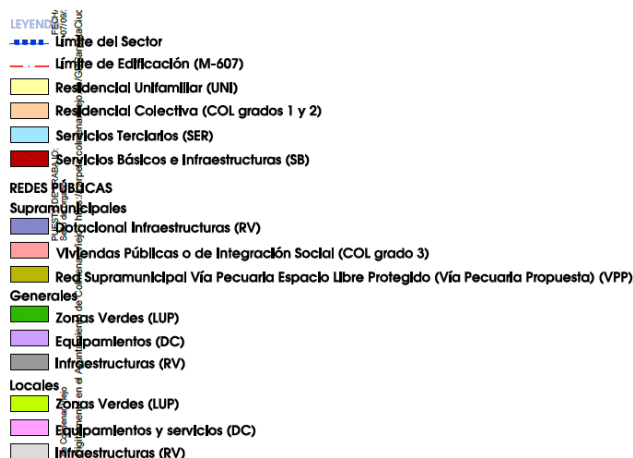 LEYENDA
Límite del Sector
Límite de Edificación (M-607)
Residencial Unifamiliar (UNI)
Residencial Colectiva (COL grados 1 y 2)
Servicios Terciarios (SER)
Servicios Básicos e Infraestructuras (SB)
REDES PÚBLICAS
Supramunicipales
Dotacional Infraestructuras (RV)
Viviendas Públicas o de Integración Social (COL grado 3)
Red Supramunicipal Vía Pecuaria Espacio Libre Protegido (Vía Pecuaria Propuesta) (VPP)
Generales
Zonas Verdes (LUP)
Equipamientos (DC)
Infraestructuras (RV)
Locales
Zonas Verdes (LUP)
Equipamientos y servicios (DC)
Infraestructuras (RV)
PUESTO DE TRABAJO: